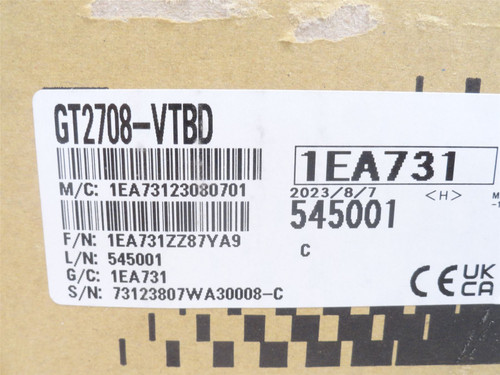 GT2708-VTBD
M/C: 1EA73123080701
F/N: 1EA731ZZ87YA9
L/N: 545001
G/C: 1EA731
S/N: 73123807WA30008-C
1EA731
2023/8/7 <H>
545001
C
CE UK
CA